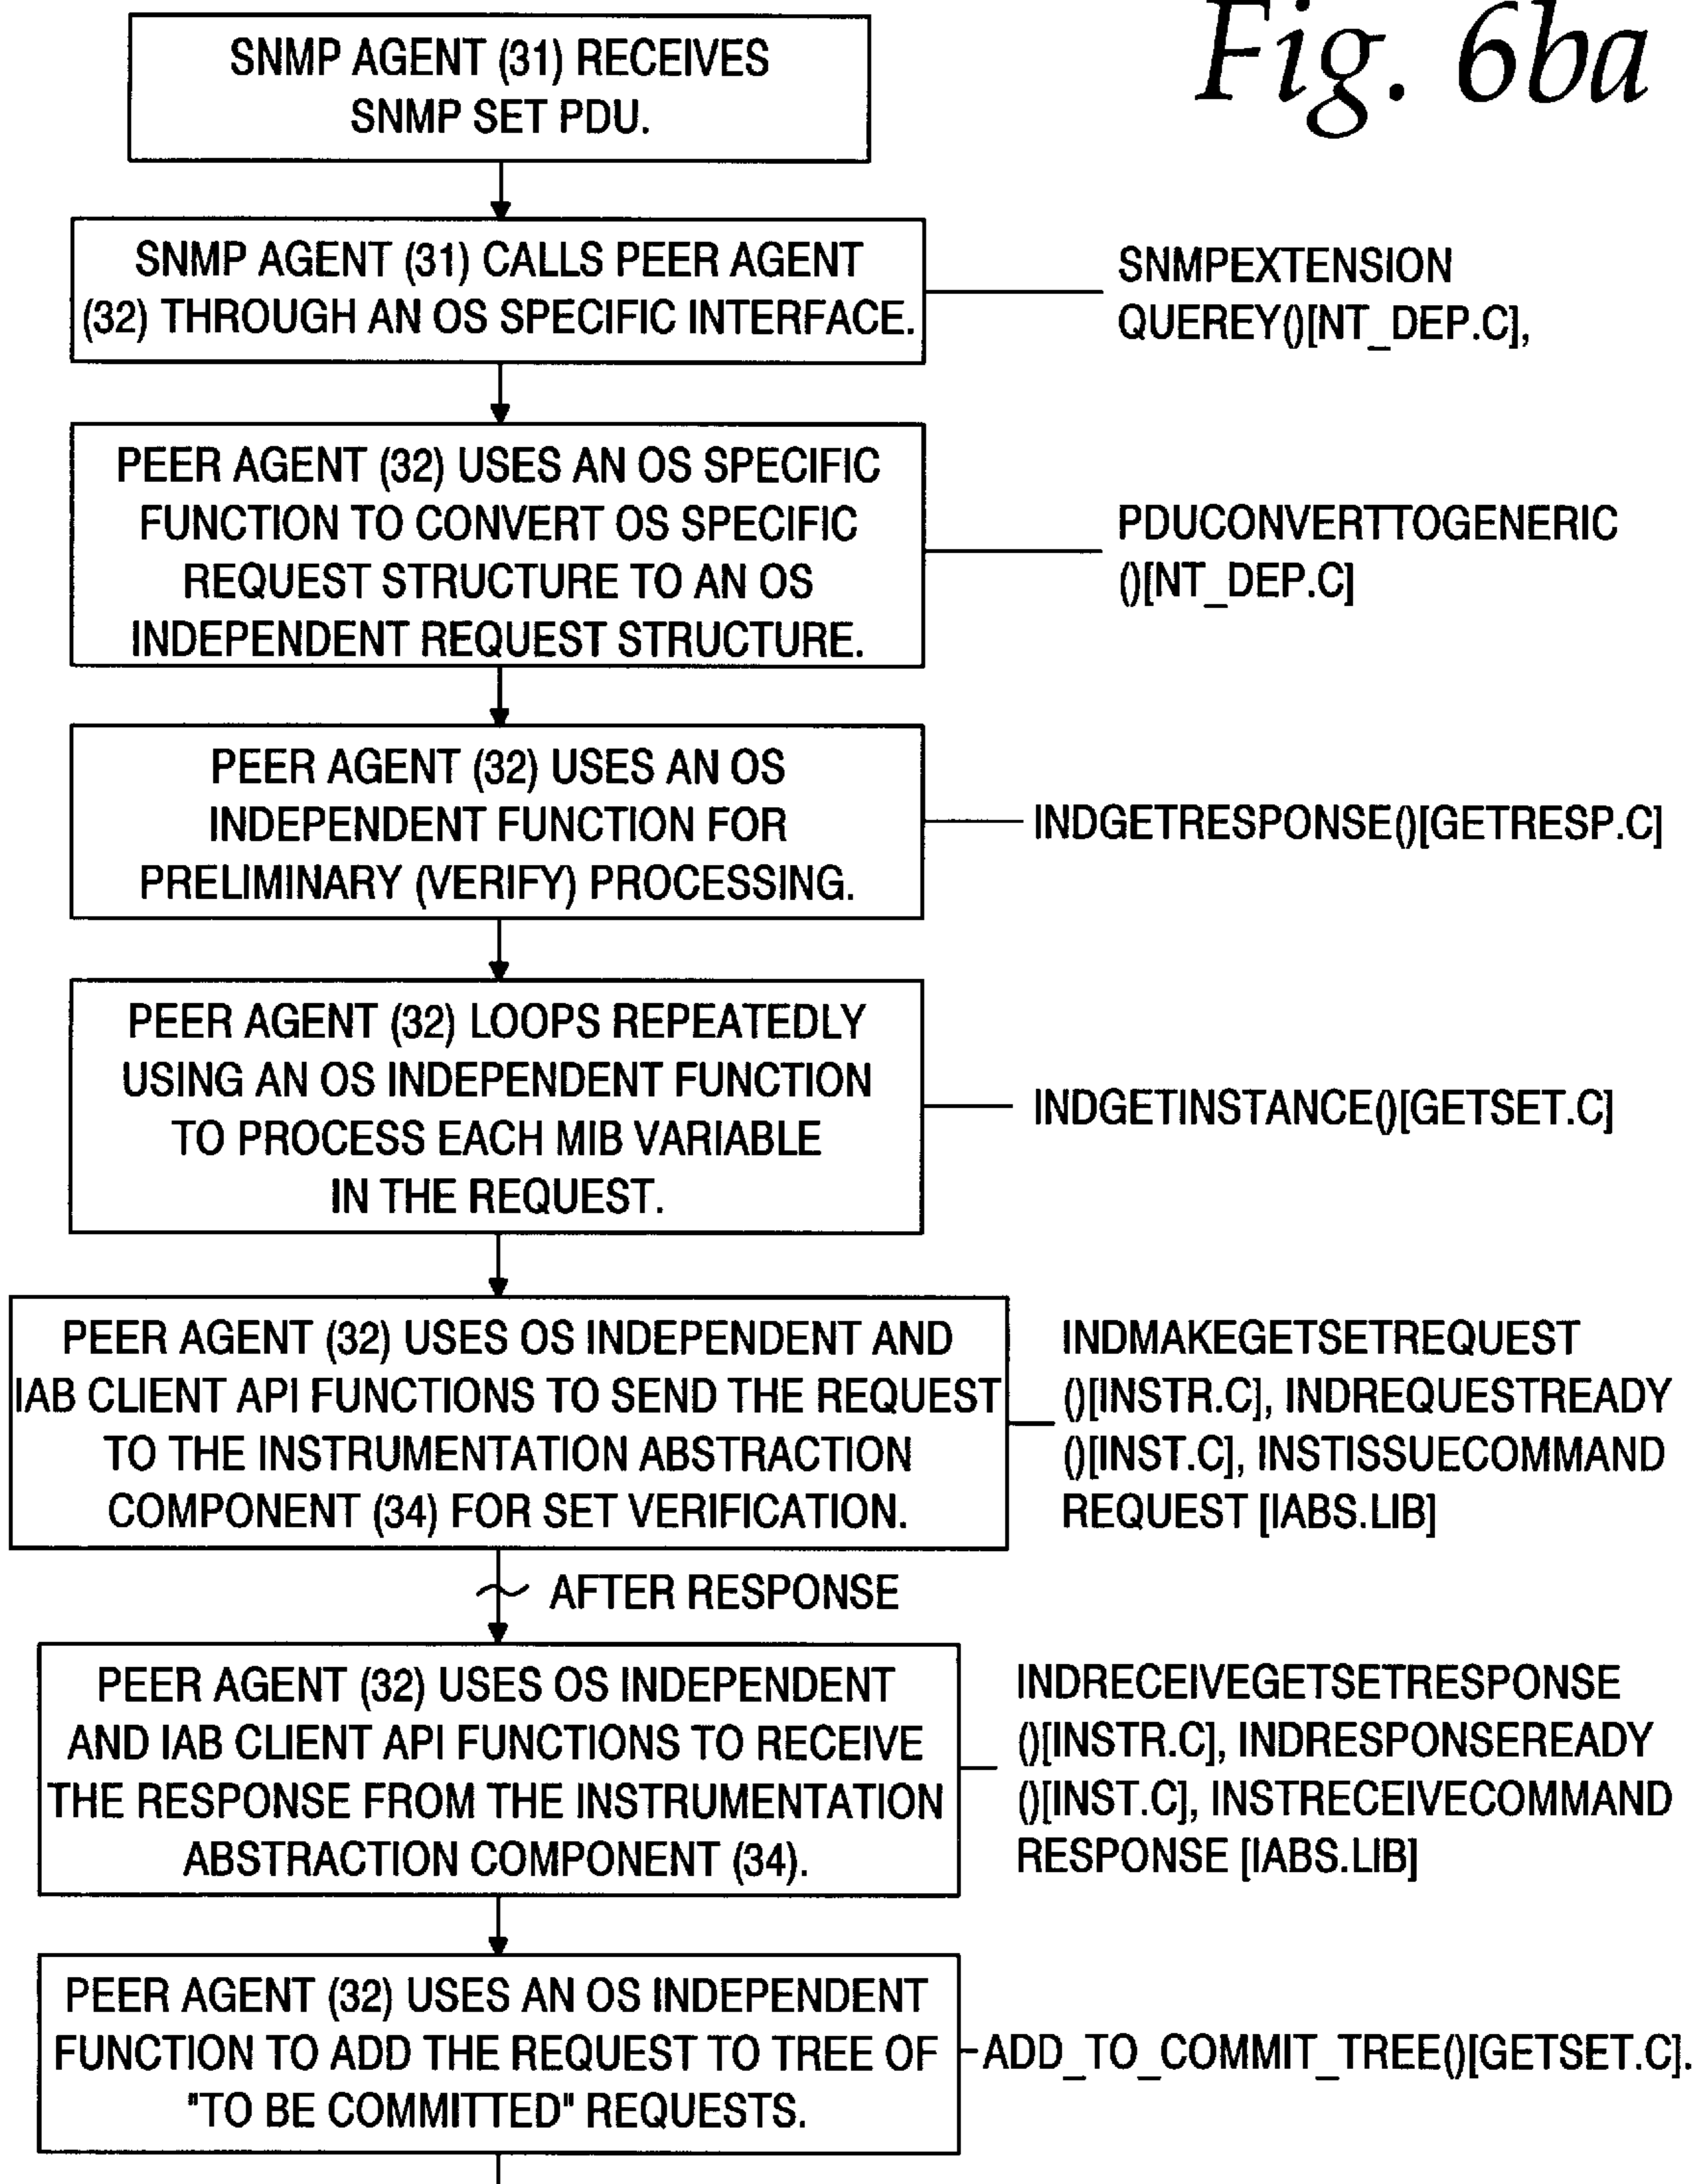 Fig. 6ba
SNMP AGENT (31) RECEIVES
SNMP SET PDU.
SNMP AGENT (31) CALLS PEER AGENT
(32) THROUGH AN OS SPECIFIC INTERFACE.
SNMPEXTENSION
QUEREY()[NT_DEP.C],
PEER AGENT (32) USES AN OS SPECIFIC
FUNCTION TO CONVERT OS SPECIFIC
REQUEST STRUCTURE TO AN OS
INDEPENDENT REQUEST STRUCTURE.
PDUCONVERTTOGENERIC
()[NT_DEP.C]
PEER AGENT (32) USES AN OS
INDEPENDENT FUNCTION FOR
PRELIMINARY (VERIFY) PROCESSING.
INDGETRESPONSE()[GETRESP.C]
PEER AGENT (32) LOOPS REPEATEDLY
USING AN OS INDEPENDENT FUNCTION
TO PROCESS EACH MIB VARIABLE
IN THE REQUEST.
INDGETINSTANCE()[GETSET.C]
PEER AGENT (32) USES OS INDEPENDENT AND
IAB CLIENT API FUNCTIONS TO SEND THE REQUEST
TO THE INSTRUMENTATION ABSTRACTION
COMPONENT (34) FOR SET VERIFICATION.
INDMAKEGETSETREQUEST
()[INSTR.C], INDREQUESTREADY
()[INST.C], INSTISSUECOMMAND
REQUEST [IABS.LIB]
AFTER RESPONSE
PEER AGENT (32) USES OS INDEPENDENT
AND IAB CLIENT API FUNCTIONS TO RECEIVE
THE RESPONSE FROM THE INSTRUMENTATION
ABSTRACTION COMPONENT (34).
INDRECEIVEGETSETRESPONSE
()[INSTR.C], INDRESPONSEREADY
()[INST.C], INSTRECEIVECOMMAND
RESPONSE [IABS.LIB]
PEER AGENT (32) USES AN OS INDEPENDENT
FUNCTION TO ADD THE REQUEST TO TREE OF
"TO BE COMMITTED" REQUESTS.
ADD_TO_COMMIT_TREE()[GETSET.C].